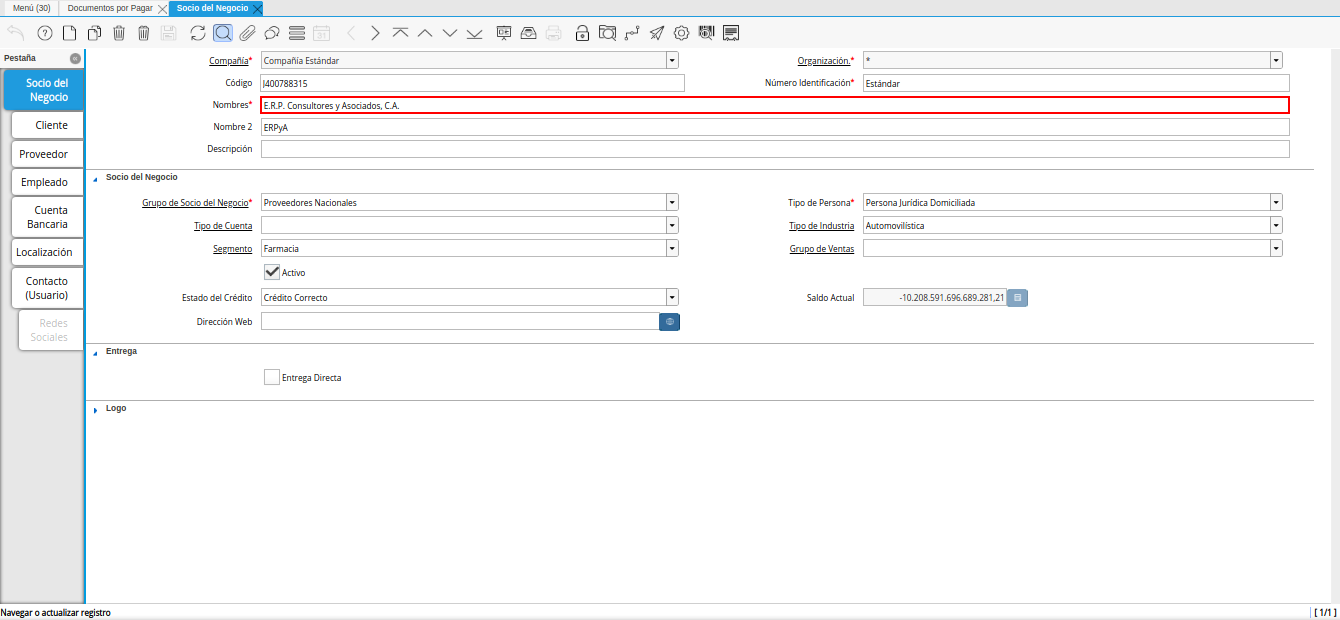 Menú (30) Documentos por Pagar Socio del Negocio
31
Pestaña
Socio del
Negocio
Cliente
Proveedor
Empleado
Cuenta
Bancaria
Localización
Contacto
(Usuario)
Redes
Sociales
Compañía* Compañía Estándar Organización.* *
Código J400788315 Número Identificación* Estándar
Nombres* E.R.P. Consultores y Asociados, C.A.
Nombre 2 ERPyA
Descripción
Socio del Negocio
Grupo de Socio del Negocio* Proveedores Nacionales Tipo de Persona* Persona Jurídica Domiciliada
Tipo de Cuenta Tipo de Industria Automovilística
Segmento Farmacia Grupo de Ventas
Activo
Estado del Crédito Crédito Correcto Saldo Actual -10.208.591.696.689.281,21
Dirección Web
Entrega
Entrega Directa
Logo
Navegar o actualizar registro [ 1/1 ]